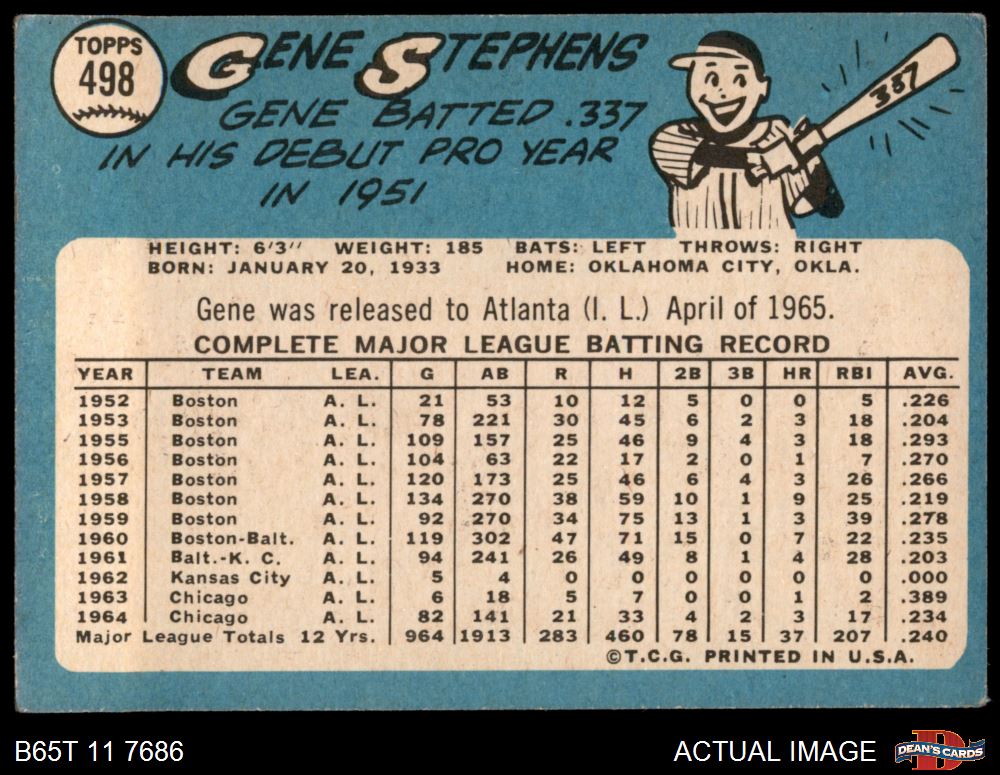 TOPPS
498
GENE STEPHENS
GENE BATTED .337
IN HIS DEBUT PRO YEAR
IN 1951
337
HEIGHT: 6'3" WEIGHT: 185 BATS: LEFT THROWS: RIGHT
BORN: JANUARY 20, 1933 HOME: OKLAHOMA CITY, OKLA.
Gene was released to Atlanta (I. L.) April of 1965.
COMPLETE MAJOR LEAGUE BATTING RECORD
YEAR TEAM LEA. G AB R H 2B 3B HR RBI AVG.
1952 Boston A. L. 21 53 10 12 5 0 0 5 .226
1953 Boston A. L. 78 221 30 45 6 2 3 18 .204
1955 Boston A. L. 109 157 25 46 9 4 3 18 .293
1956 Boston A. L. 104 63 22 17 2 0 1 7 .270
1957 Boston A. L. 120 173 25 46 6 4 3 26 .266
1958 Boston A. L. 134 270 38 59 10 1 9 25 .219
1959 Boston A. L. 92 270 34 75 13 1 3 39 .278
1960 Boston-Balt. A. L. 119 302 47 71 15 0 7 22 .235
1961 Balt.-K. C. A. L. 94 241 26 49 8 1 4 28 .203
1962 Kansas City A. L. 5 4 0 0 0 0 0 0 .000
1963 Chicago A. L. 6 18 5 7 0 0 1 2 .389
1964 Chicago A. L. 82 141 21 33 4 2 3 17 .234
Major League Totals 12 Yrs. 964 1913 283 460 78 15 37 207 .240
©T.C.G. PRINTED IN U.S.A.
B65T 11 7686 ACTUAL IMAGE DEAN'S CARDS